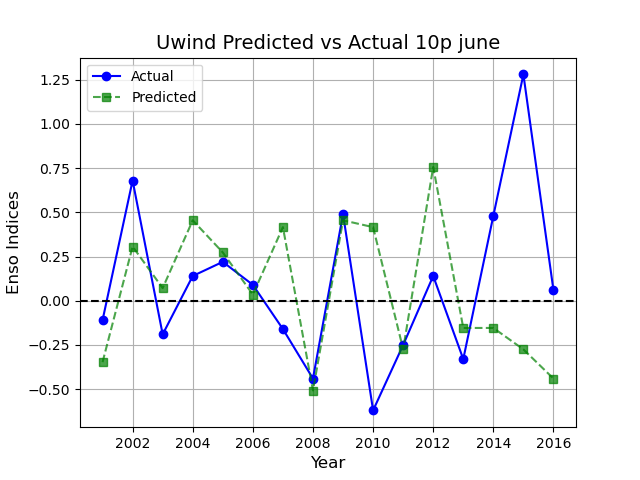 Uwind Predicted vs Actual 10p june
Actual
Predicted
Enso Indices
1.25
1.00
0.75
0.50
0.25
0.00
−0.25
−0.50
2002 2004 2006 2008 2010 2012 2014 2016
Year